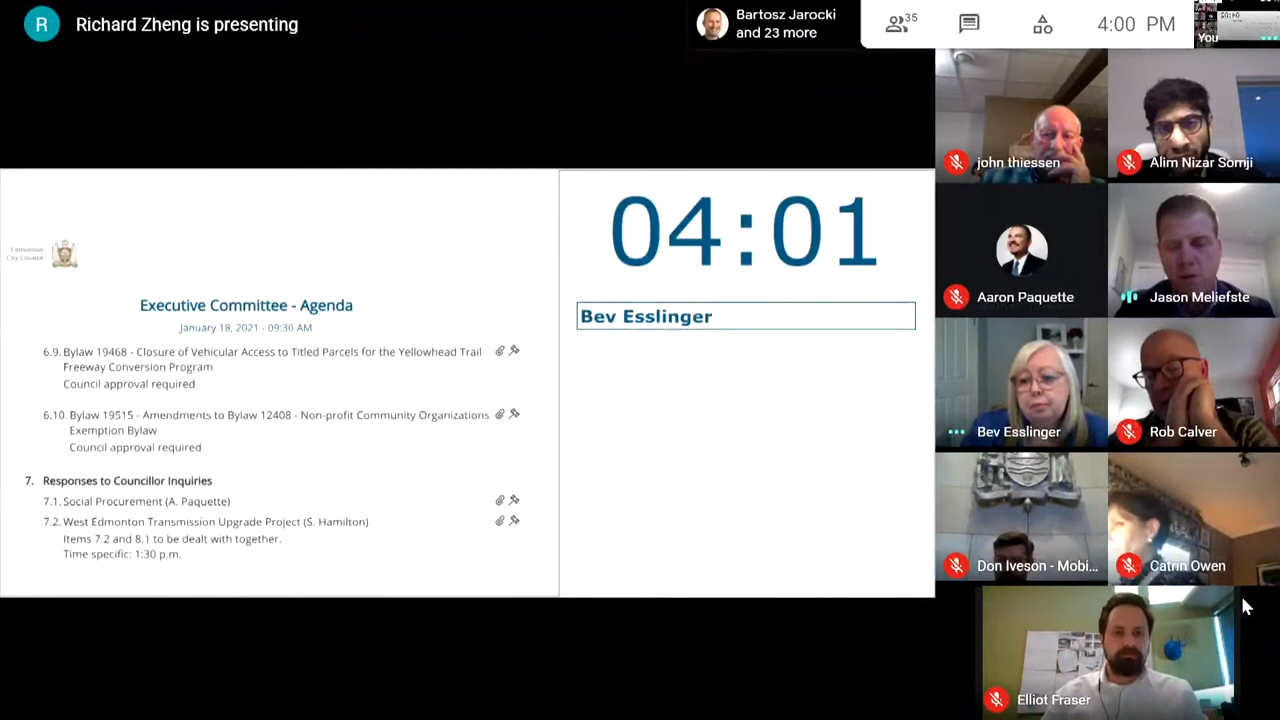 R
Richard Zheng is presenting
Bartosz Jarocki
and 23 more
35
4:00 PM
You
john thiessen
Alim Nizar Somji
Aaron Paquette
Jason Meliefste
Bev Esslinger
Rob Calver
Don Iveson - Mobi...
Catrin Owen
Elliot Fraser
Edmonton
City Council
Executive Committee - Agenda
January 18, 2021 - 09:30 AM
6.9. Bylaw 19468 - Closure of Vehicular Access to Titled Parcels for the Yellowhead Trail
Freeway Conversion Program
Council approval required
6.10. Bylaw 19515 - Amendments to Bylaw 12408 - Non-profit Community Organizations
Exemption Bylaw
Council approval required
7. Responses to Councillor Inquiries
7.1. Social Procurement (A. Paquette)
7.2. West Edmonton Transmission Upgrade Project (S. Hamilton)
Items 7.2 and 8.1 to be dealt with together.
Time specific: 1:30 p.m.
04:01
Bev Esslinger